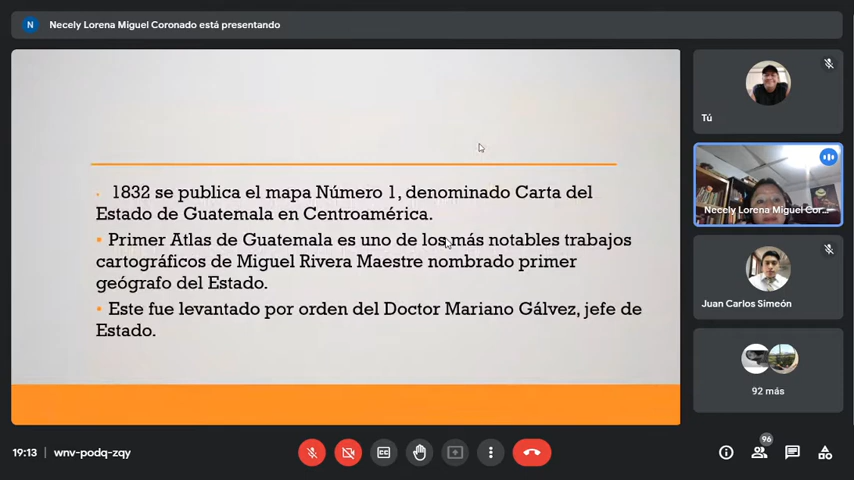 N Necely Lorena Miguel Coronado está presentando
1832 se publica el mapa Número 1, denominado Carta del
Estado de Guatemala en Centroamérica.
Primer Atlas de Guatemala es uno de los más notables trabajos
cartográficos de Miguel Rivera Maestre nombrado primer
geógrafo del Estado.
Este fue levantado por orden del Doctor Mariano Gálvez, jefe de
Estado.
Tú
Necely Lorena Miguel Cor...
Juan Carlos Simeón
92 más
19:13 wnv-podq-zqy
96